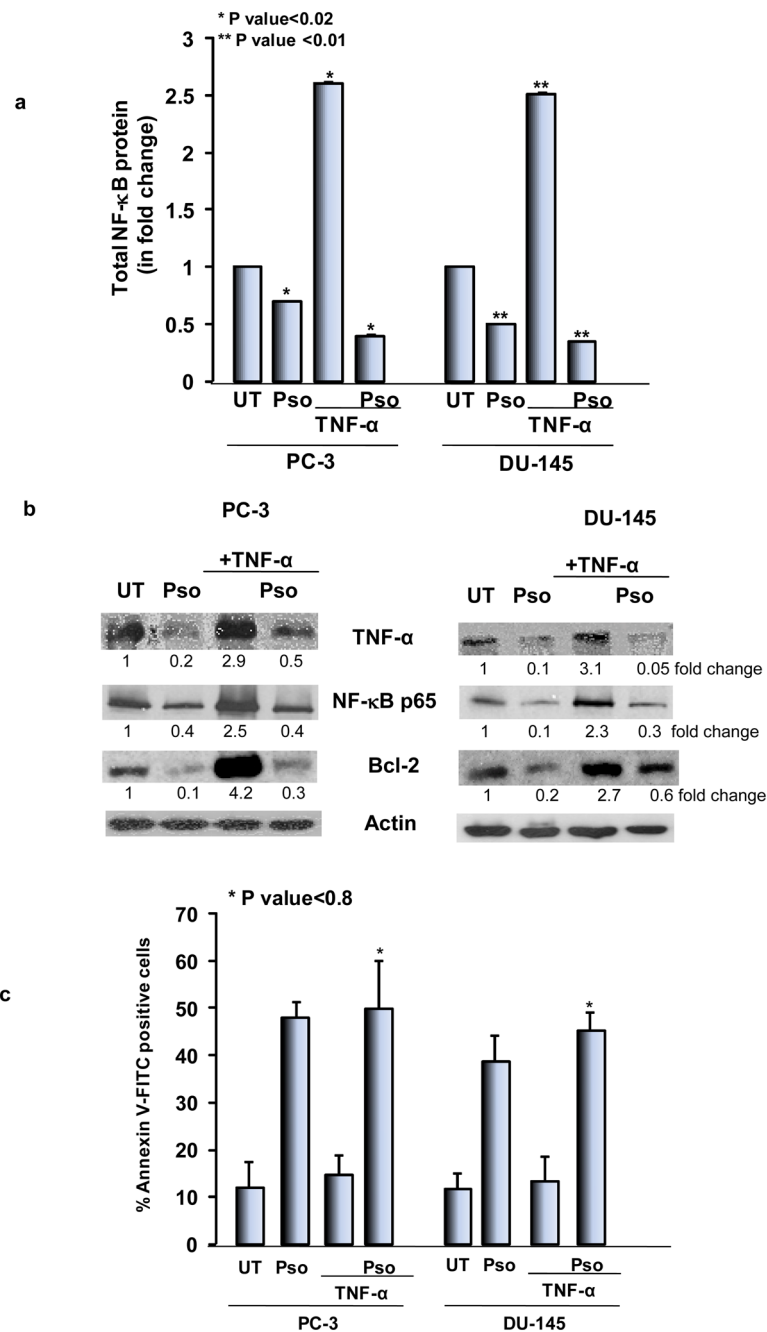 * P value<0.02
** P value <0.01
a
Total NF-κB protein
(in fold change)
3
2.5
2
1.5
1
0.5
0
*
*
*
**
**
**
UT Pso Pso UT Pso Pso
TNF-α TNF-α
PC-3 DU-145
b
PC-3 DU-145
+TNF-α +TNF-α
UT Pso Pso UT Pso Pso
TNF-α
1 0.2 2.9 0.5 1 0.1 3.1 0.05 fold change
NF-κB p65
1 0.4 2.5 0.4 1 0.1 2.3 0.3 fold change
Bcl-2
1 0.1 4.2 0.3 1 0.2 2.7 0.6 fold change
Actin
c
* P value<0.8
% Annexin V-FITC positive cells
70
60
50
40
30
20
10
0
*
*
UT Pso Pso UT Pso Pso
TNF-α TNF-α
PC-3 DU-145